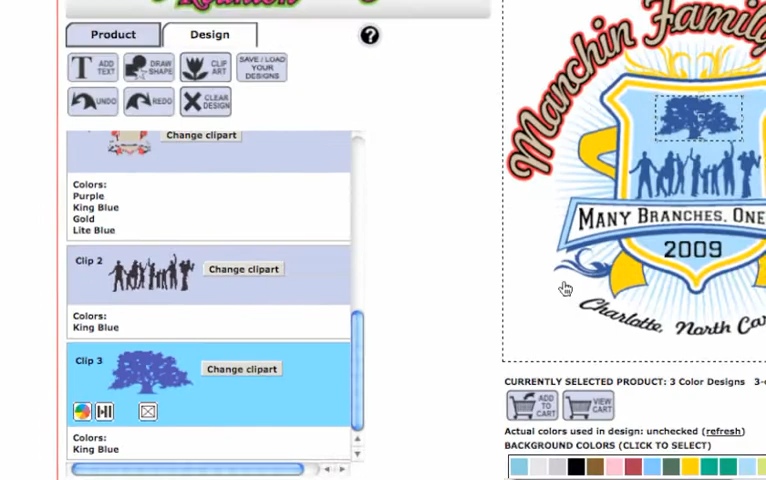 Reunion
Product
Design
?
ADD TEXT
DRAW SHAPE
CLIP ART
SAVE / LOAD YOUR DESIGNS
UNDO
REDO
CLEAR DESIGN
Change clipart
Colors:
Purple
King Blue
Gold
Lite Blue
Clip 2
Change clipart
Colors:
King Blue
Clip 3
Change clipart
Colors:
King Blue
Manchin Family
MANY BRANCHES, ONE
2009
Charlotte, North
CURRENTLY SELECTED PRODUCT: 3 Color Designs
ADD TO CART
VIEW CART
Actual colors used in design: unchecked (refresh)
BACKGROUND COLORS (CLICK TO SELECT)